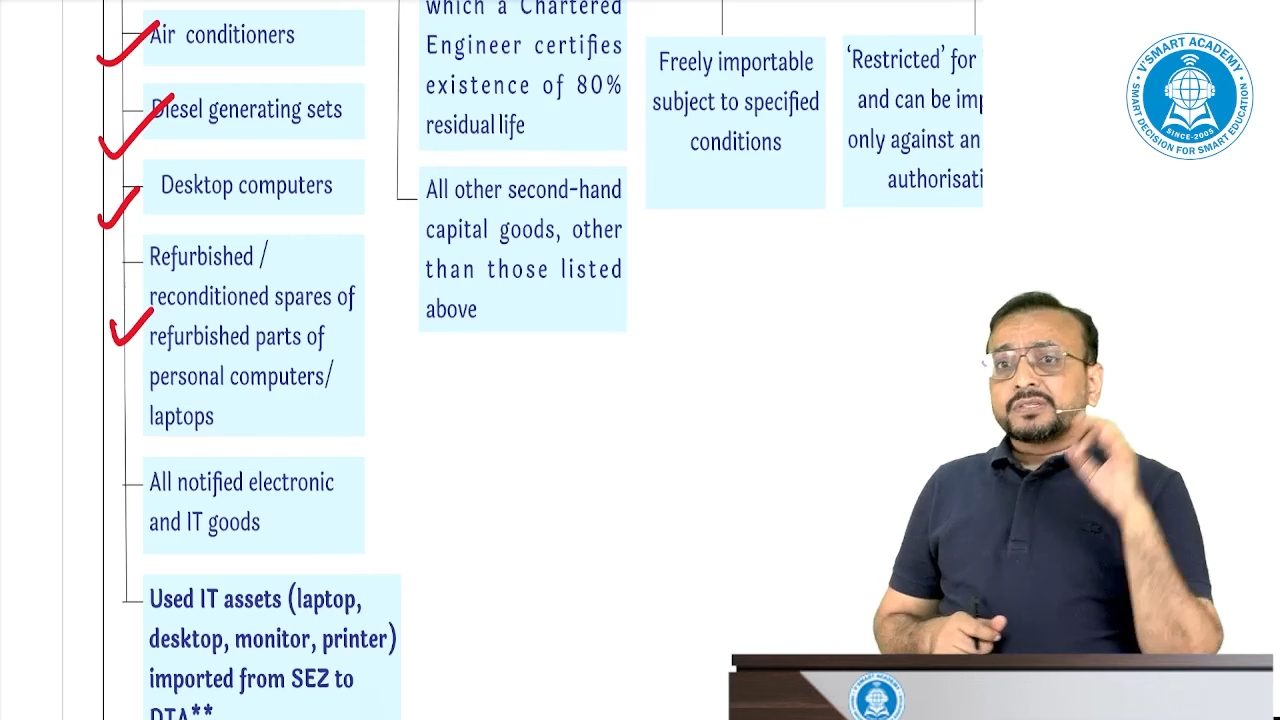 Air conditioners
Diesel generating sets
Desktop computers
Refurbished /
reconditioned spares of
refurbished parts of
personal computers/
laptops
All notified electronic
and IT goods
Used IT assets (laptop,
desktop, monitor, printer)
imported from SEZ to
DTA**
which a Chartered
Engineer certifies
existence of 80%
residual life
All other second-hand
capital goods, other
than those listed
above
Freely importable
subject to specified
conditions
‘Restricted’ for
and can be imp
only against an
authorisati
V'SMART ACADEMY
SINCE-2005
SMART DECISION FOR SMART EDUCATION